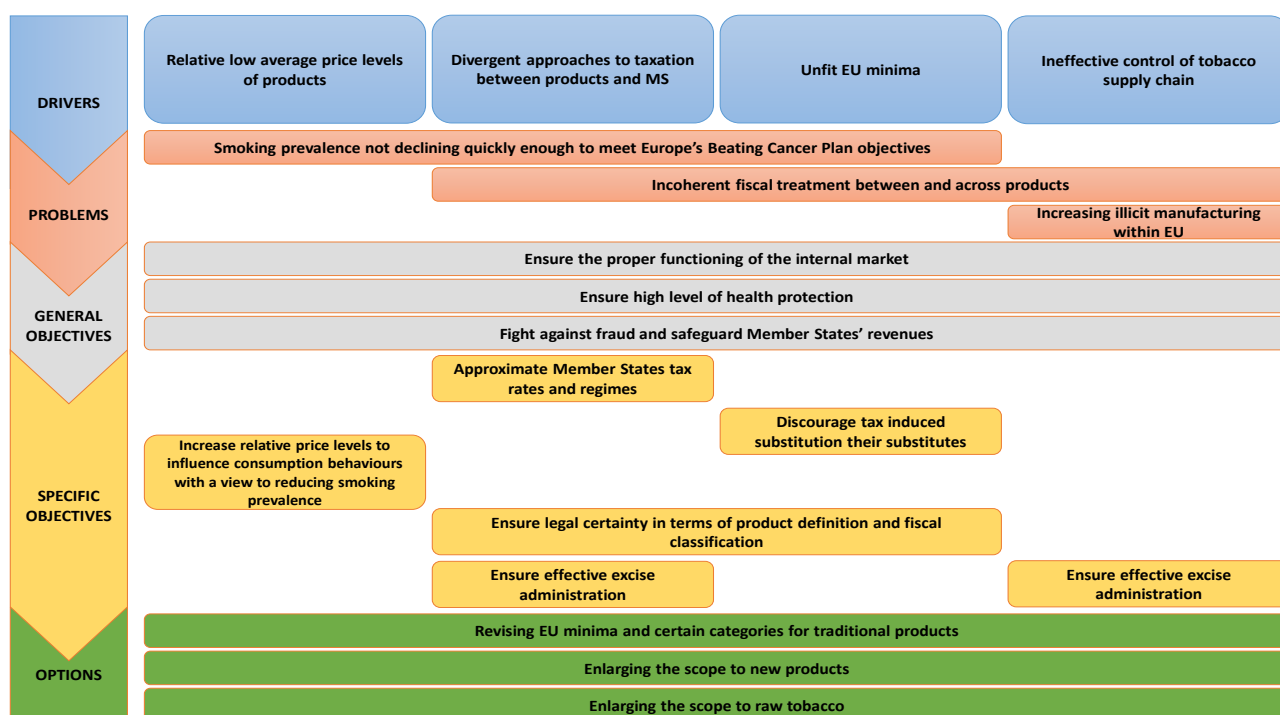 DRIVERS
Relative low average price levels
of products
Divergent approaches to taxation
between products and MS
Unfit EU minima
Ineffective control of tobacco
supply chain
PROBLEMS
Smoking prevalence not declining quickly enough to meet Europe's Beating Cancer Plan objectives
Incoherent fiscal treatment between and across products
Increasing illicit manufacturing
within EU
GENERAL
OBJECTIVES
Ensure the proper functioning of the internal market
Ensure high level of health protection
Fight against fraud and safeguard Member States' revenues
SPECIFIC
OBJECTIVES
Approximate Member States tax
rates and regimes
Discourage tax induced
substitution their substitutes
Increase relative price levels to
influence consumption behaviours
with a view to reducing smoking
prevalence
Ensure legal certainty in terms of product definition and fiscal
classification
Ensure effective excise
administration
Ensure effective excise
administration
OPTIONS
Revising EU minima and certain categories for traditional products
Enlarging the scope to new products
Enlarging the scope to raw tobacco